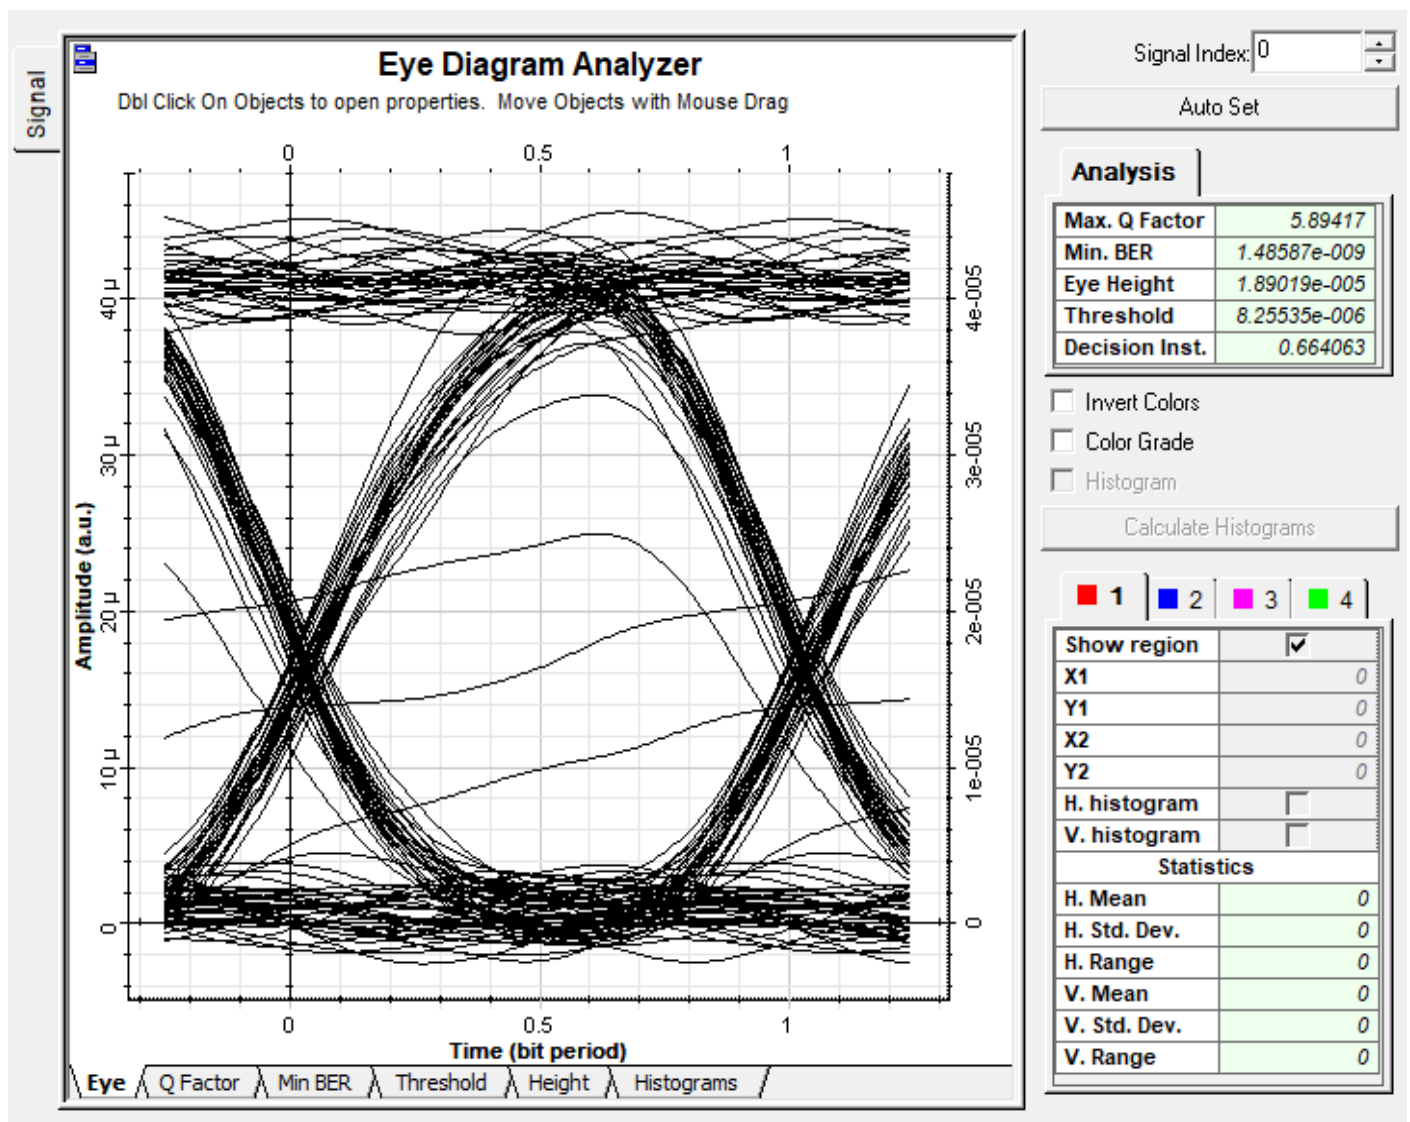 Signal
Eye Diagram Analyzer
Dbl Click On Objects to open properties. Move Objects with Mouse Drag
0 0.5 1
Amplitude (a.u.)
40 µ
30 µ
20 µ
10 µ
0
4e-005
3e-005
2e-005
1e-005
0
0 0.5 1
Time (bit period)
Eye Q Factor Min BER Threshold Height Histograms
Signal Index: 0
Auto Set
Analysis
Max. Q Factor 5.89417
Min. BER 1.48587e-009
Eye Height 1.89019e-005
Threshold 8.25535e-006
Decision Inst. 0.664063
Invert Colors
Color Grade
Histogram
Calculate Histograms
1 2 3 4
Show region
X1 0
Y1 0
X2 0
Y2 0
H. histogram
V. histogram
Statistics
H. Mean 0
H. Std. Dev. 0
H. Range 0
V. Mean 0
V. Std. Dev. 0
V. Range 0